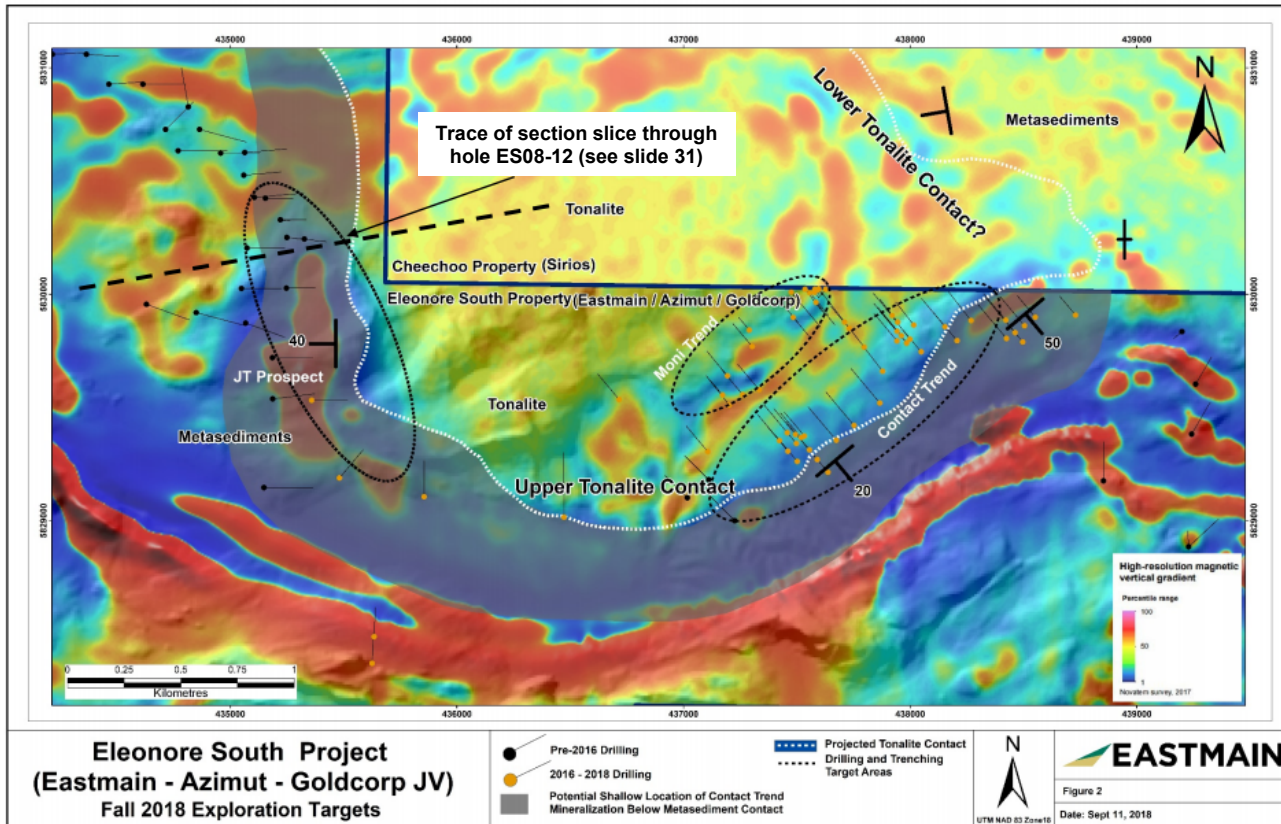 435000 436000 437000 438000 439000
5831000
5831000
N
Lower Tonalite Contact?
Metasediments
Trace of section slice through
hole ES08-12 (see slide 31)
Tonalite
Cheechoo Property (Sirios)
5830000
5830000
Eleonore South Property (Eastmain / Azimut / Goldcorp)
Moni Trend
40
50
JT Prospect
Tonalite
Contact Trend
Metasediments
Upper Tonalite Contact
20
5829000
5829000
High-resolution magnetic
vertical gradient
Percentile range
100
50
1
Novatem survey, 2017
0 0.25 0.5 0.75 1
Kilometres
435000 436000 437000 438000 439000
Eleonore South Project
(Eastmain - Azimut - Goldcorp JV)
Fall 2018 Exploration Targets
Pre-2016 Drilling
2016 - 2018 Drilling
Potential Shallow Location of Contact Trend
Mineralization Below Metasediment Contact
Projected Tonalite Contact
Drilling and Trenching
Target Areas
N
UTM NAD 83 Zone18
EASTMAIN
Figure 2
Date: Sept 11, 2018